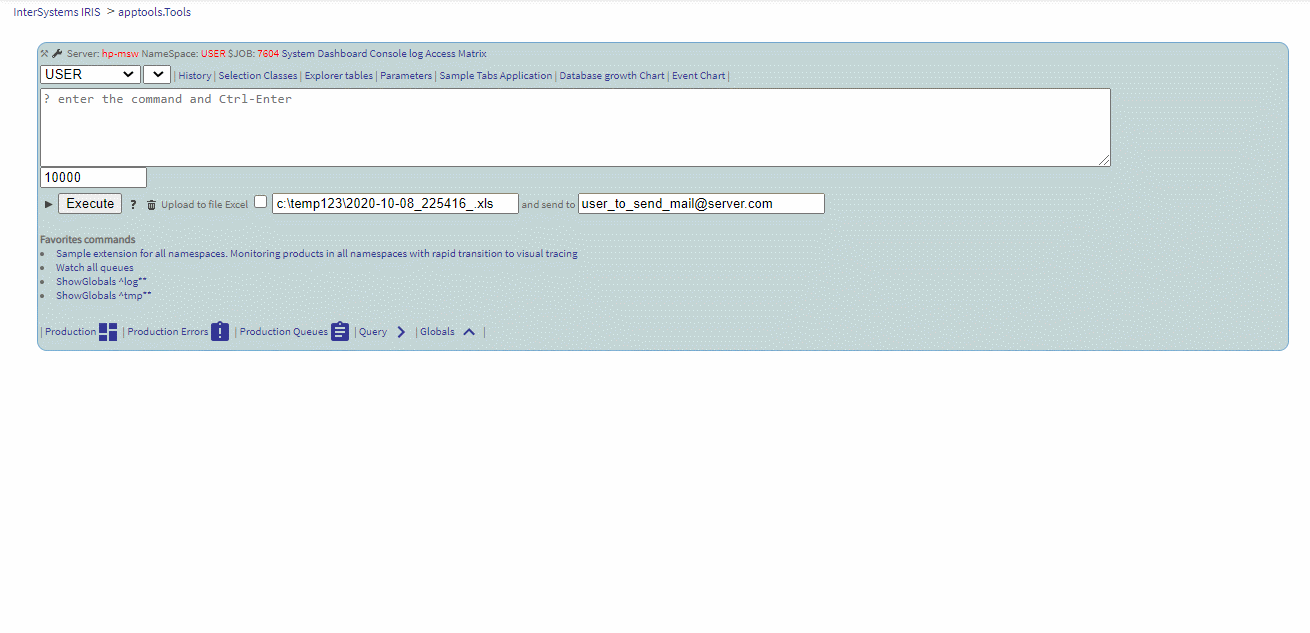 InterSystems IRIS > apptools.Tools
Server: hp-msw NameSpace: USER $JOB: 7604 System Dashboard Console log Access Matrix
USER | History | Selection Classes | Explorer tables | Parameters | Sample Tabs Application | Database growth Chart | Event Chart |
? enter the command and Ctrl-Enter
10000
Execute ? Upload to file Excel c:\temp123\2020-10-08_225416_.xls and send to user_to_send_mail@server.com
Favorites commands
Sample extension for all namespaces. Monitoring products in all namespaces with rapid transition to visual tracing
Watch all queues
ShowGlobals ^log**
ShowGlobals ^tmp**
| Production | Production Errors | Production Queues | Query | Globals |